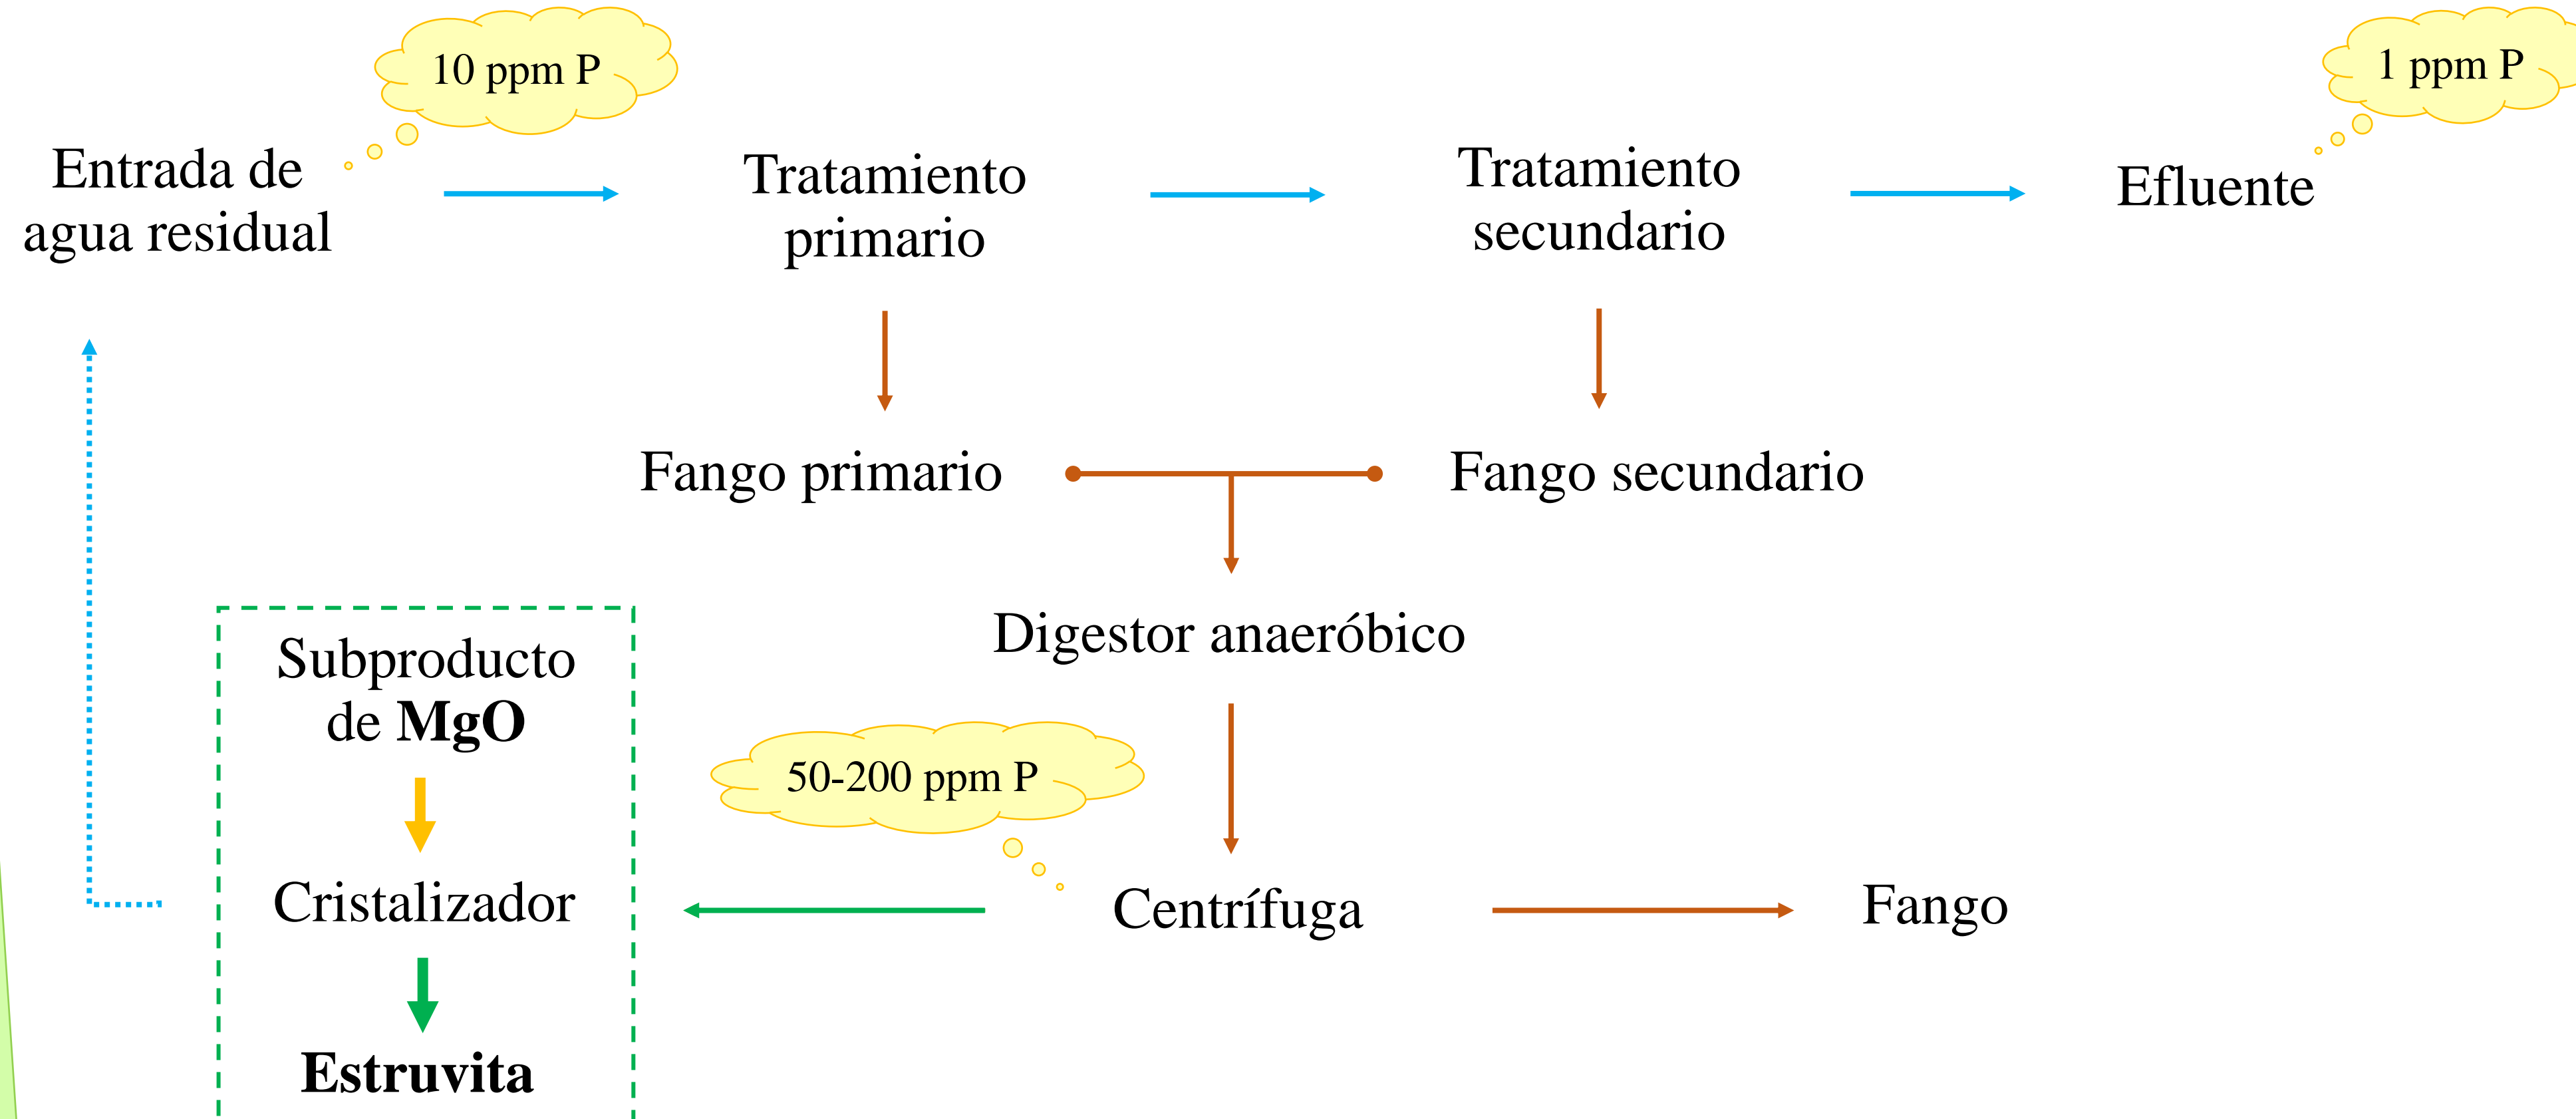 10 ppm P
1 ppm P
Entrada de
agua residual
Tratamiento
primario
Tratamiento
secundario
Efluente
Fango primario
Fango secundario
Digestor anaeróbico
Subproducto
de MgO
50-200 ppm P
Cristalizador
Centrífuga
Fango
Estruvita